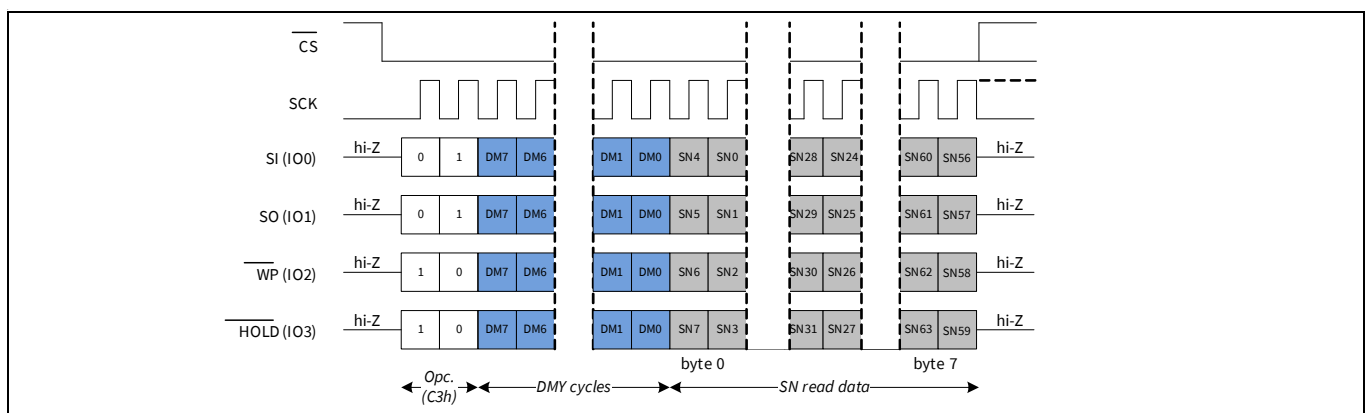 CS
SCK
SI (IO0) hi-Z 0 1 DM7 DM6 DM1 DM0 SN4 SN0 SN28 SN24 SN60 SN56 hi-Z
SO (IO1) hi-Z 0 1 DM7 DM6 DM1 DM0 SN5 SN1 SN29 SN25 SN61 SN57 hi-Z
WP (IO2) hi-Z 1 0 DM7 DM6 DM1 DM0 SN6 SN2 SN30 SN26 SN62 SN58 hi-Z
HOLD (IO3) hi-Z 1 0 DM7 DM6 DM1 DM0 SN7 SN3 SN31 SN27 SN63 SN59 hi-Z
byte 0 byte 7
Opc. DMY cycles SN read data
(C3h)